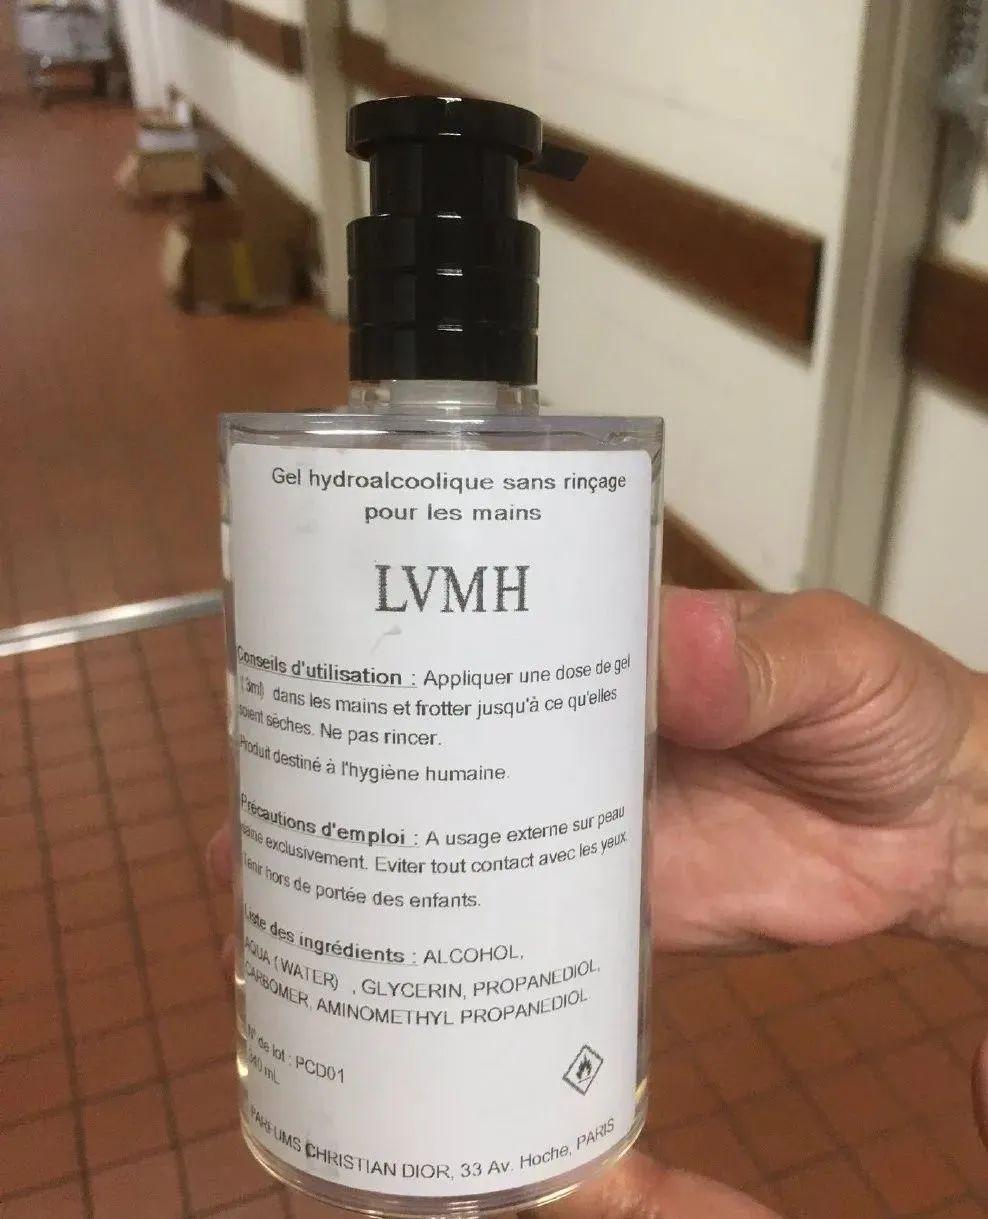 Gel hydroalcoolique sans rinçage
pour les mains
LVMH
Conseils d'utilisation : Appliquer une dose de gel
( 3ml) dans les mains et frotter jusqu'à ce qu'elles
soient sèches. Ne pas rincer.
Produit destiné à l'hygiène humaine.
Précautions d'emploi : A usage externe sur peau
saine exclusivement. Eviter tout contact avec les yeux.
Tenir hors de portée des enfants.
Liste des ingrédients : ALCOHOL,
AQUA (WATER) , GLYCERIN, PROPANEDIOL,
CARBOMER, AMINOMETHYL PROPANEDIOL
N° de lot : PCD01
mL
PARFUMS CHRISTIAN DIOR, 33 Av. Hoche, PARIS